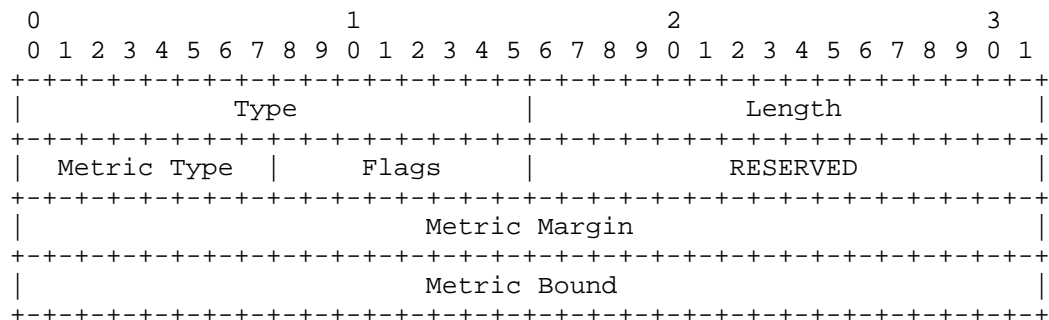 0                   1                   2                   3
 0 1 2 3 4 5 6 7 8 9 0 1 2 3 4 5 6 7 8 9 0 1 2 3 4 5 6 7 8 9 0 1
+-+-+-+-+-+-+-+-+-+-+-+-+-+-+-+-+-+-+-+-+-+-+-+-+-+-+-+-+-+-+-+-+
|             Type              |             Length            |
+-+-+-+-+-+-+-+-+-+-+-+-+-+-+-+-+-+-+-+-+-+-+-+-+-+-+-+-+-+-+-+-+
|  Metric Type  |     Flags     |            RESERVED           |
+-+-+-+-+-+-+-+-+-+-+-+-+-+-+-+-+-+-+-+-+-+-+-+-+-+-+-+-+-+-+-+-+
|                         Metric Margin                         |
+-+-+-+-+-+-+-+-+-+-+-+-+-+-+-+-+-+-+-+-+-+-+-+-+-+-+-+-+-+-+-+-+
|                         Metric Bound                          |
+-+-+-+-+-+-+-+-+-+-+-+-+-+-+-+-+-+-+-+-+-+-+-+-+-+-+-+-+-+-+-+-+